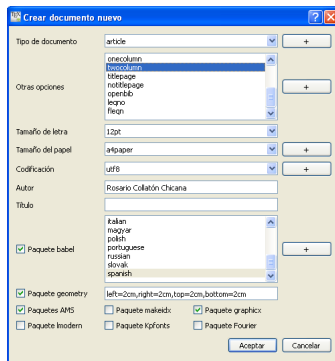 Crear documento nuevo
Tipo de documento article +
Otras opciones
onecolumn
twocolumn
titlepage
notitlepage
openbib
leqno
fleqn
+
Tamaño de letra 12pt
Tamaño del papel a4paper +
Codificación utf8 +
Autor Rosario Collatón Chicana
Título
Paquete babel
italian
magyar
polish
portuguese
russian
slovak
spanish
+
Paquete geometry left=2cm,right=2cm,top=2cm,bottom=2cm
Paquetes AMS Paquete makeidx Paquete graphicx
Paquete lmodern Paquete Kpfonts Paquete Fourier
Aceptar Cancelar